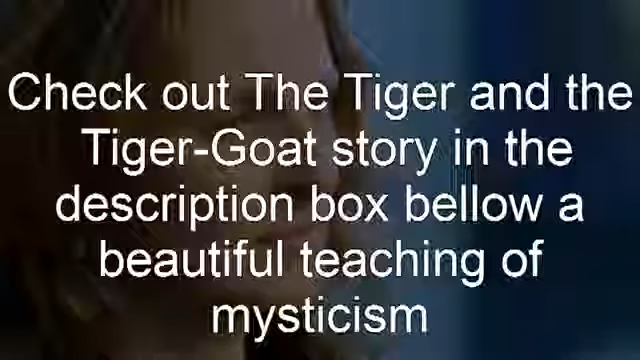 Check out The Tiger and the
Tiger-Goat story in the
description box bellow a
beautiful teaching of
mysticism